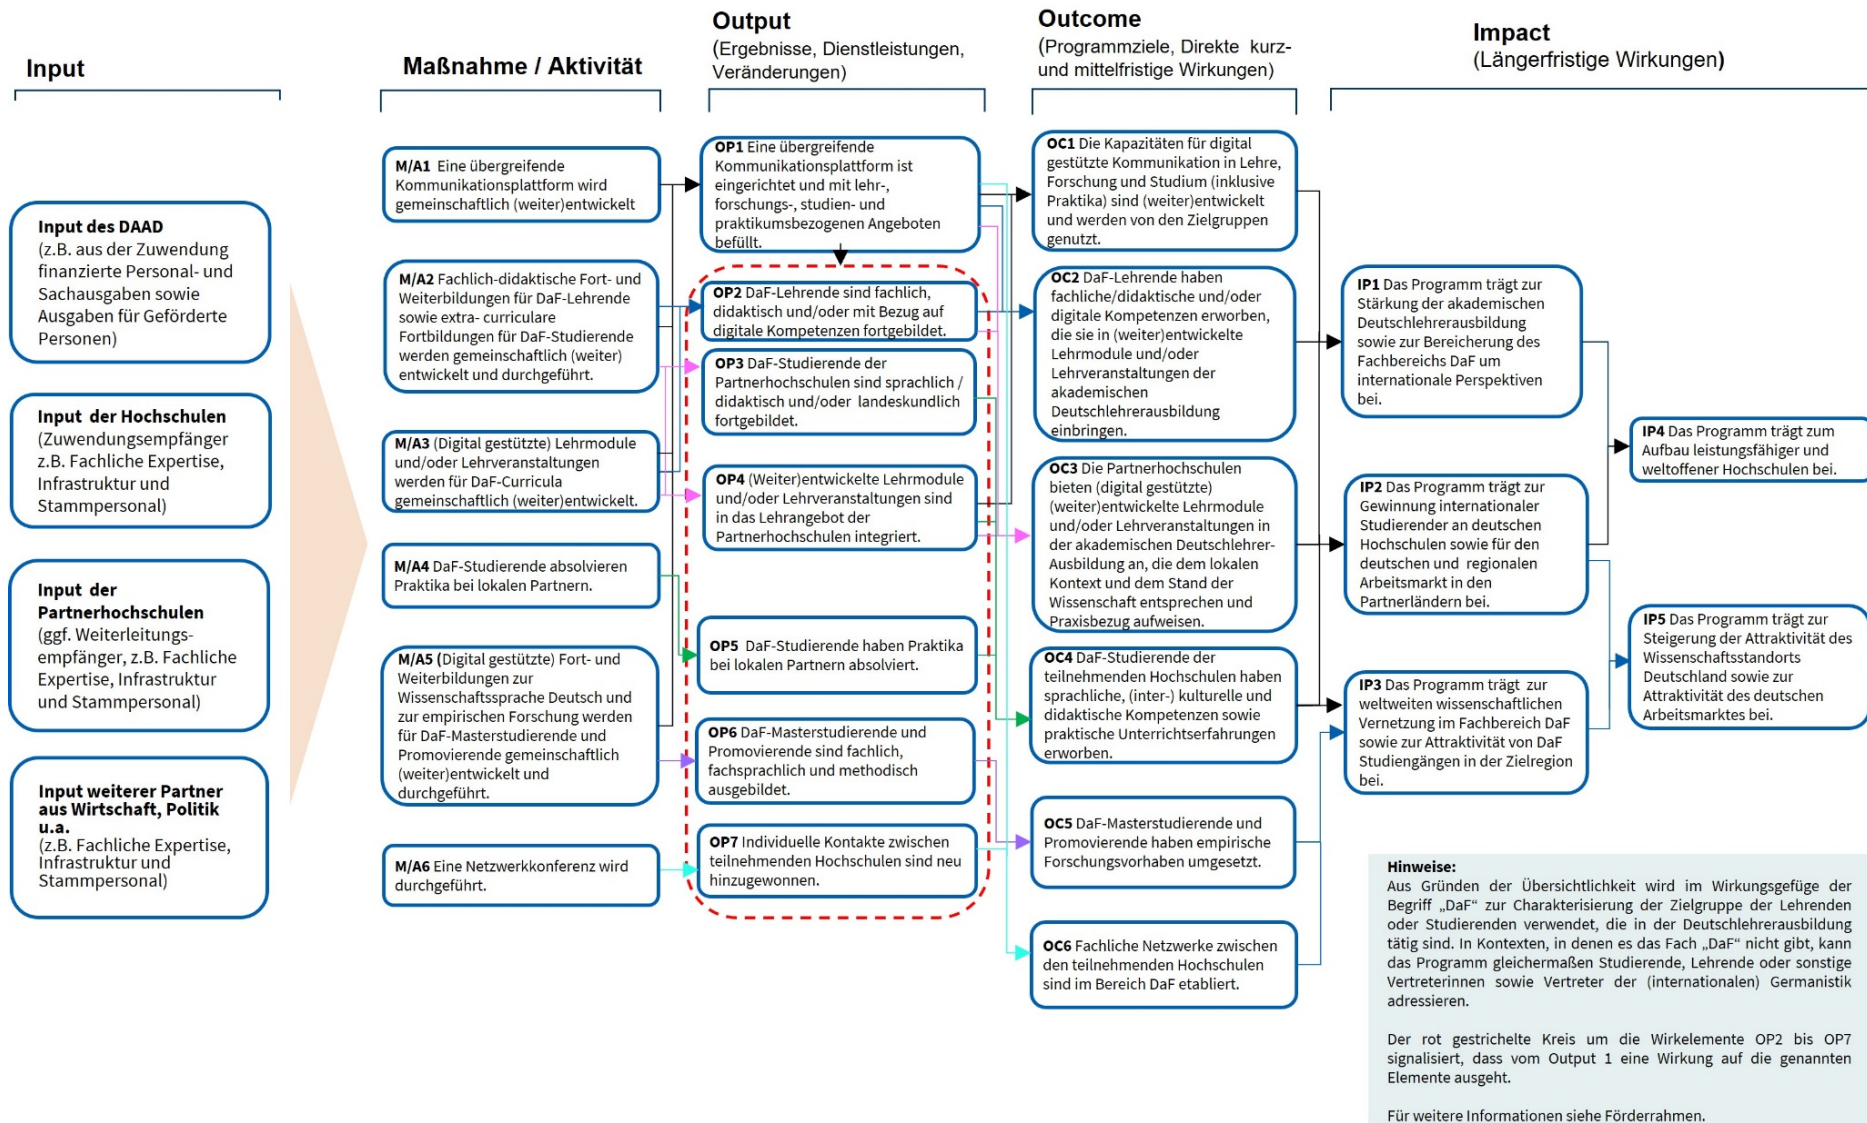 Input
Maßnahme / Aktivität
Output
(Ergebnisse, Dienstleistungen,
Veränderungen)
Outcome
(Programmziele, Direkte kurz-
und mittelfristige Wirkungen)
Impact
(Längerfristige Wirkungen)
Input des DAAD
(z.B. aus der Zuwendung
finanzierte Personal- und
Sachausgaben sowie
Ausgaben für Geförderte
Personen)
Input der Hochschulen
(Zuwendungsempfänger
z.B. Fachliche Expertise,
Infrastruktur und
Stammpersonal)
Input der
Partnerhochschulen
(ggf. Weiterleitungs-
empfänger, z.B. Fachliche
Expertise, Infrastruktur
und Stammpersonal)
Input weiterer Partner
aus Wirtschaft, Politik
u.a.
(z.B. Fachliche Expertise,
Infrastruktur und
Stammpersonal)
M/A1 Eine übergreifende
Kommunikationsplattform wird
gemeinschaftlich (weiter)entwickelt
M/A2 Fachlich-didaktische Fort- und
Weiterbildungen für DaF-Lehrende
sowie extra- curriculare
Fortbildungen für DaF-Studierende
werden gemeinschaftlich (weiter)
entwickelt und durchgeführt.
M/A3 (Digital gestützte) Lehrmodule
und/oder Lehrveranstaltungen
werden für DaF-Curricula
gemeinschaftlich (weiter)entwickelt.
M/A4 DaF-Studierende absolvieren
Praktika bei lokalen Partnern.
M/A5 (Digital gestützte) Fort- und
Weiterbildungen zur
Wissenschaftssprache Deutsch und
zur empirischen Forschung werden
für DaF-Masterstudierende und
Promovierende gemeinschaftlich
(weiter)entwickelt und
durchgeführt.
M/A6 Eine Netzwerkkonferenz wird
durchgeführt.
OP1 Eine übergreifende
Kommunikationsplattform ist
eingerichtet und mit lehr-,
forschungs-, studien- und
praktikumsbezogenen Angeboten
befüllt.
OP2 DaF-Lehrende sind fachlich,
didaktisch und/oder mit Bezug auf
digitale Kompetenzen fortgebildet.
OP3 DaF-Studierende der
Partnerhochschulen sind sprachlich /
didaktisch und/oder landeskundlich
fortgebildet.
OP4 (Weiter)entwickelte Lehrmodule
und/oder Lehrveranstaltungen sind
in das Lehrangebot der
Partnerhochschulen integriert.
OP5 DaF-Studierende haben Praktika
bei lokalen Partnern absolviert.
OP6 DaF-Masterstudierende und
Promovierende sind fachlich,
fachsprachlich und methodisch
ausgebildet.
OP7 Individuelle Kontakte zwischen
teilnehmenden Hochschulen sind neu
hinzugewonnen.
OC1 Die Kapazitäten für digital
gestützte Kommunikation in Lehre,
Forschung und Studium (inklusive
Praktika) sind (weiter)entwickelt
und werden von den Zielgruppen
genutzt.
OC2 DaF-Lehrende haben
fachliche/didaktische und/oder
digitale Kompetenzen erworben,
die sie in (weiter)entwickelte
Lehrmodule und/oder
Lehrveranstaltungen der
akademischen
Deutschlehrerausbildung
einbringen.
OC3 Die Partnerhochschulen
bieten (digital gestützte)
(weiter)entwickelte Lehrmodule
und/oder Lehrveranstaltungen in
der akademischen Deutschlehrer-
Ausbildung an, die dem lokalen
Kontext und dem Stand der
Wissenschaft entsprechen und
Praxisbezug aufweisen.
OC4 DaF-Studierende der
teilnehmenden Hochschulen haben
sprachliche, (inter-) kulturelle und
didaktische Kompetenzen sowie
praktische Unterrichtserfahrungen
erworben.
OC5 DaF-Masterstudierende und
Promovierende haben empirische
Forschungsvorhaben umgesetzt.
OC6 Fachliche Netzwerke zwischen
den teilnehmenden Hochschulen
sind im Bereich DaF etabliert.
IP1 Das Programm trägt zur
Stärkung der akademischen
Deutschlehrerausbildung
sowie zur Bereicherung des
Fachbereichs DaF um
internationale Perspektiven
bei.
IP2 Das Programm trägt zur
Gewinnung internationaler
Studierender an deutschen
Hochschulen sowie für den
deutschen und regionalen
Arbeitsmarkt in den
Partnerländern bei.
IP3 Das Programm trägt zur
weltweiten wissenschaftlichen
Vernetzung im Fachbereich DaF
sowie zur Attraktivität von DaF
Studiengängen in der Zielregion
bei.
IP4 Das Programm trägt zum
Aufbau leistungsfähiger und
weltoffener Hochschulen bei.
IP5 Das Programm trägt zur
Steigerung der Attraktivität des
Wissenschaftsstandorts
Deutschland sowie zur
Attraktivität des deutschen
Arbeitsmarktes bei.
Hinweise:
Aus Gründen der Übersichtlichkeit wird im Wirkungsgefüge der
Begriff „DaF“ zur Charakterisierung der Zielgruppe der Lehrenden
oder Studierenden verwendet, die in der Deutschlehrerausbildung
tätig sind. In Kontexten, in denen es das Fach „DaF“ nicht gibt, kann
das Programm gleichermaßen Studierende, Lehrende oder sonstige
Vertreterinnen sowie Vertreter der (internationalen) Germanistik
adressieren.
Der rot gestrichelte Kreis um die Wirkelemente OP2 bis OP7
signalisiert, dass vom Output 1 eine Wirkung auf die genannten
Elemente ausgeht.
Für weitere Informationen siehe Förderrahmen.